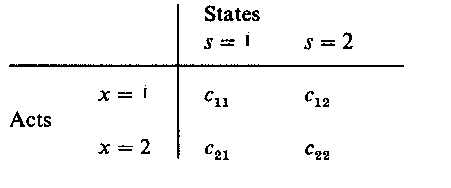 States
s = 1 s = 2
x = 1 c₁₁ c₁₂
Acts
x = 2 c₂₁ c₂₂